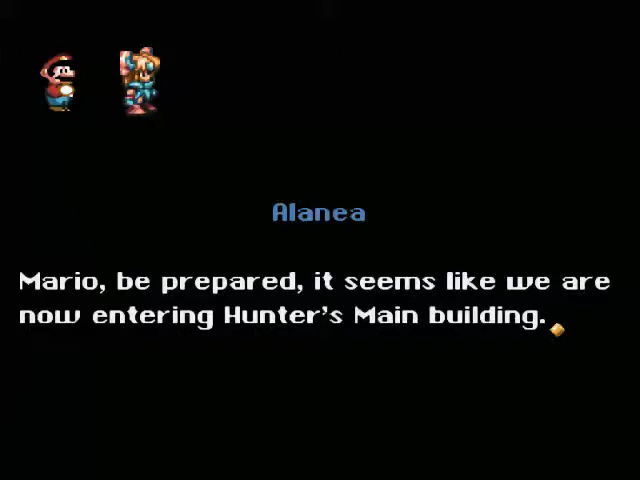 Alanea
Mario, be prepared, it seems like we are
now entering Hunter's Main building.